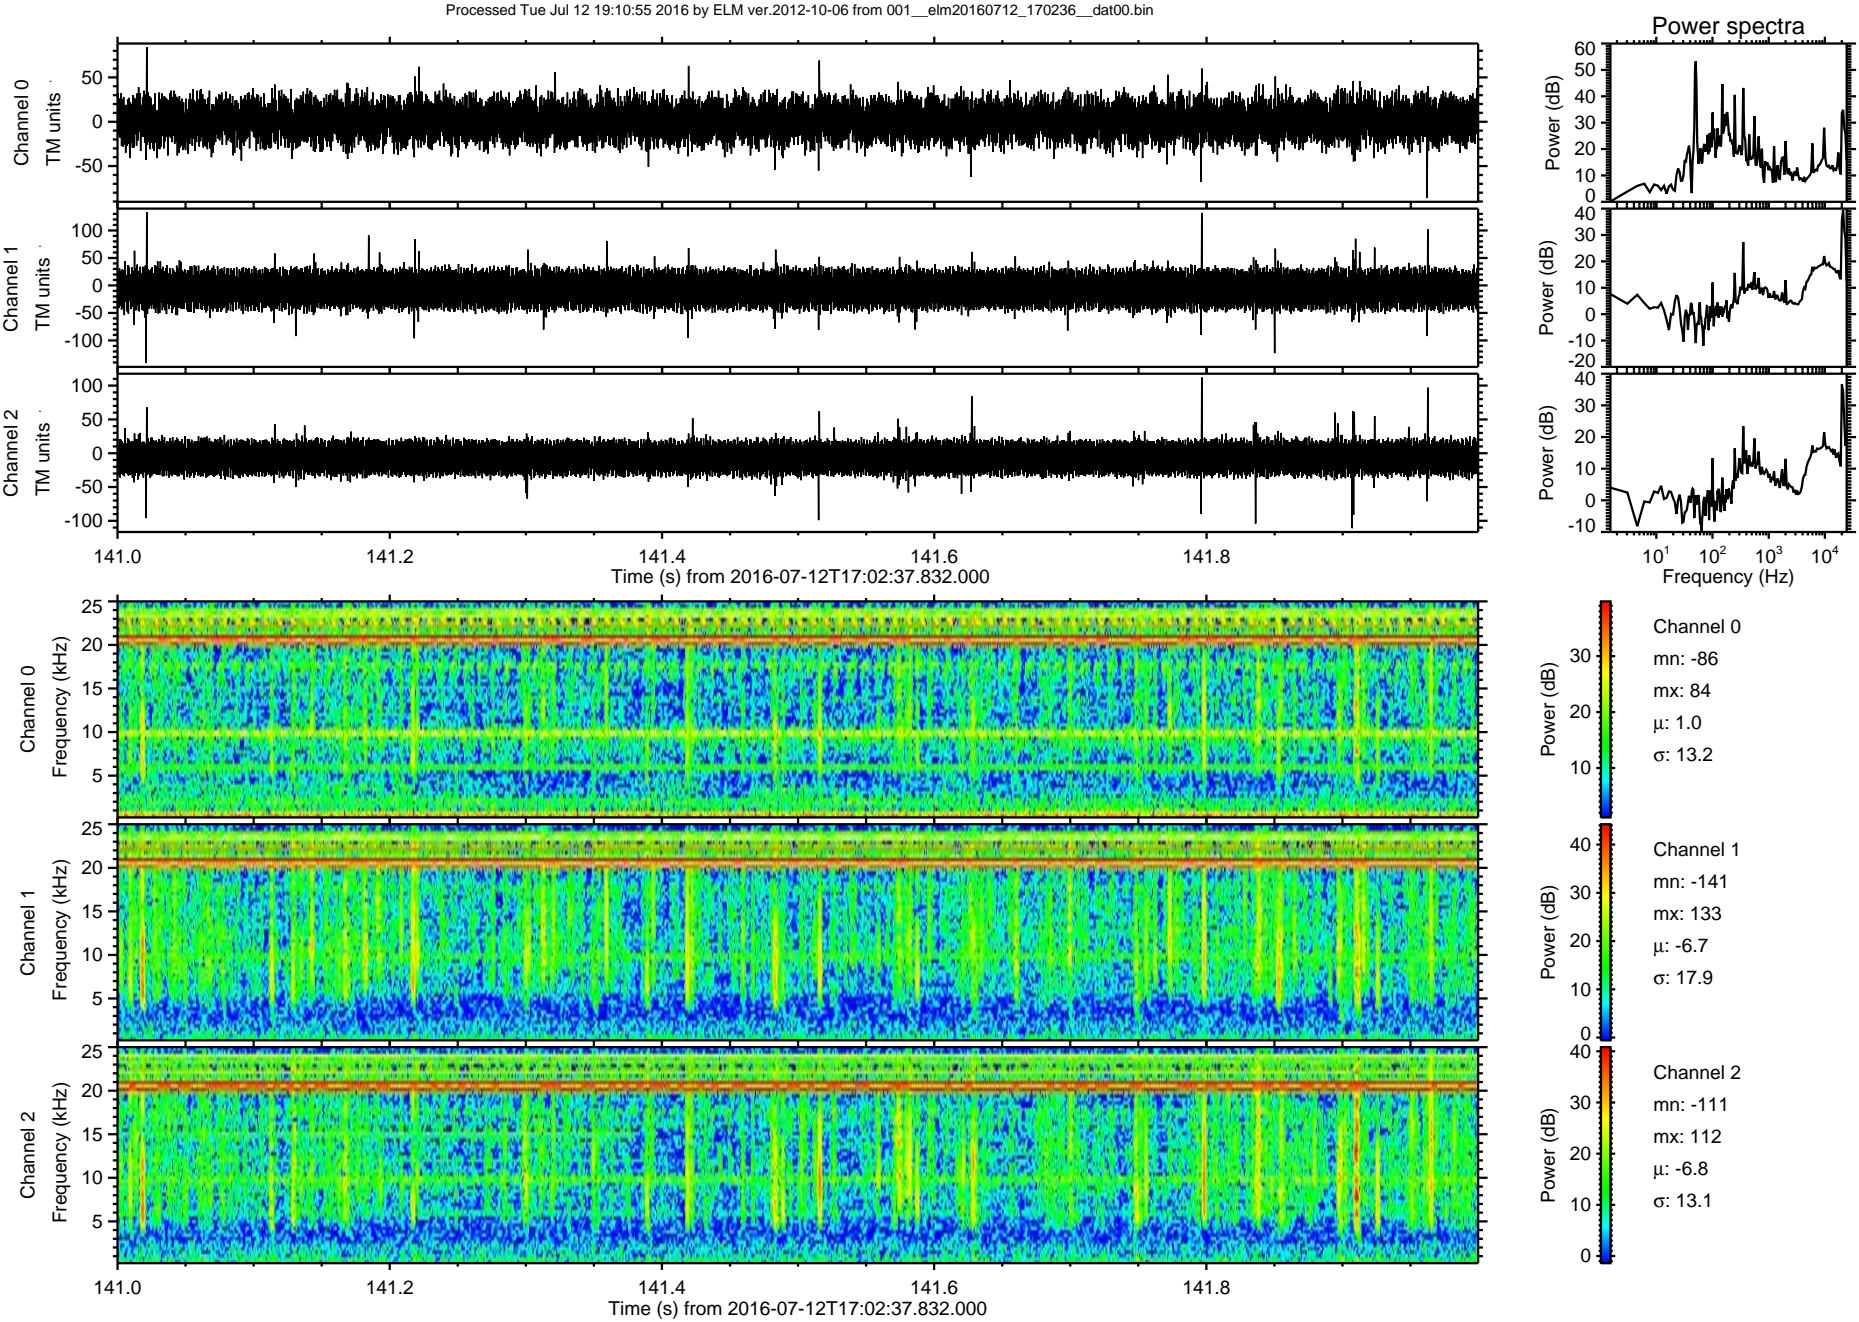 Processed Tue Jul 12 19:10:55 2016 by ELM ver.2012-10-06 from 001__elm20160712_170236__dat00.bin
Power spectra
Channel 0
TM units
50
0
-50
Power (dB)
60
50
40
30
20
10
0
Channel 1
TM units
100
50
0
-50
-100
Power (dB)
40
30
20
10
0
-10
-20
Channel 2
TM units
100
50
0
-50
-100
Power (dB)
40
30
20
10
0
-10
141.0 141.2 141.4 141.6 141.8
Time (s) from 2016-07-12T17:02:37.832.000
10^1 10^2 10^3 10^4
Frequency (Hz)
Channel 0
Frequency (kHz)
25
20
15
10
5
Power (dB)
30
20
10
Channel 0
mn: -86
mx: 84
μ: 1.0
σ: 13.2
Channel 1
Frequency (kHz)
25
20
15
10
5
Power (dB)
40
30
20
10
0
Channel 1
mn: -141
mx: 133
μ: -6.7
σ: 17.9
Channel 2
Frequency (kHz)
25
20
15
10
5
Power (dB)
40
30
20
10
0
Channel 2
mn: -111
mx: 112
μ: -6.8
σ: 13.1
141.0 141.2 141.4 141.6 141.8
Time (s) from 2016-07-12T17:02:37.832.000